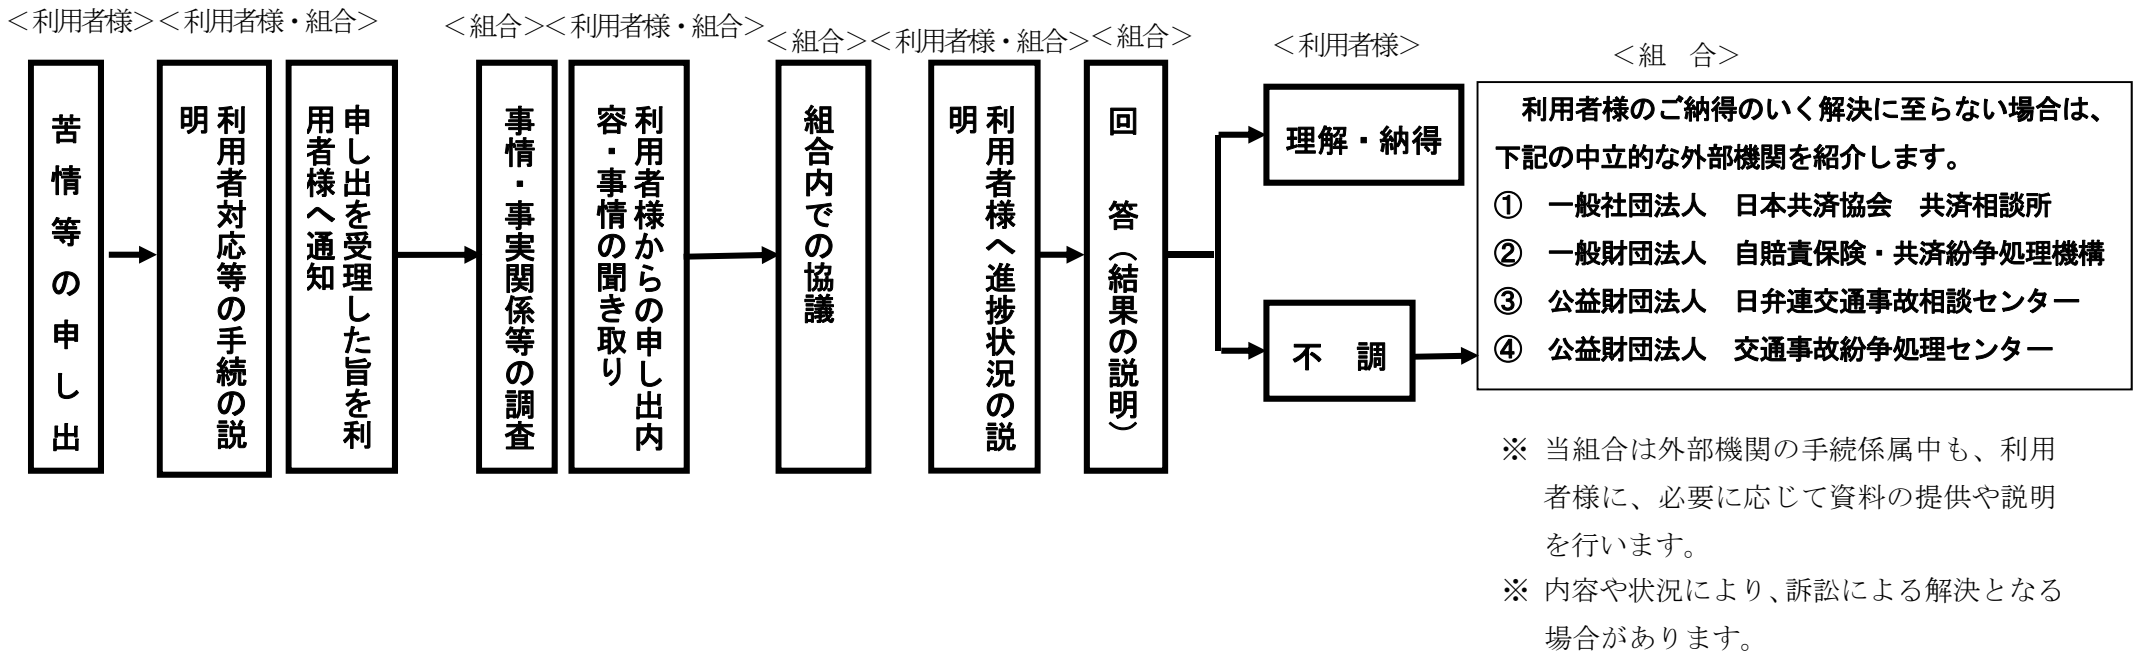 ＜利用者様＞
＜利用者様・組合＞
＜組合＞
＜利用者様・組合＞
＜組合＞
＜利用者様・組合＞
＜組合＞
＜利用者様＞
＜組　合＞
苦情等の申し出
利用者対応等の手続の説
明
申し出を受理した旨を利
用者様へ通知
事情・事実関係等の調査
利用者様からの申し出内
容・事情の聞き取り
組合内での協議
利用者様へ進捗状況の説
明
回　答（結果の説明）
理解・納得
不　調
利用者様のご納得のいく解決に至らない場合は、
下記の中立的な外部機関を紹介します。
①　一般社団法人　日本共済協会　共済相談所
②　一般財団法人　自賠責保険・共済紛争処理機構
③　公益財団法人　日弁連交通事故相談センター
④　公益財団法人　交通事故紛争処理センター
※ 当組合は外部機関の手続係属中も、利用
者様に、必要に応じて資料の提供や説明
を行います。
※ 内容や状況により、訴訟による解決となる
場合があります。